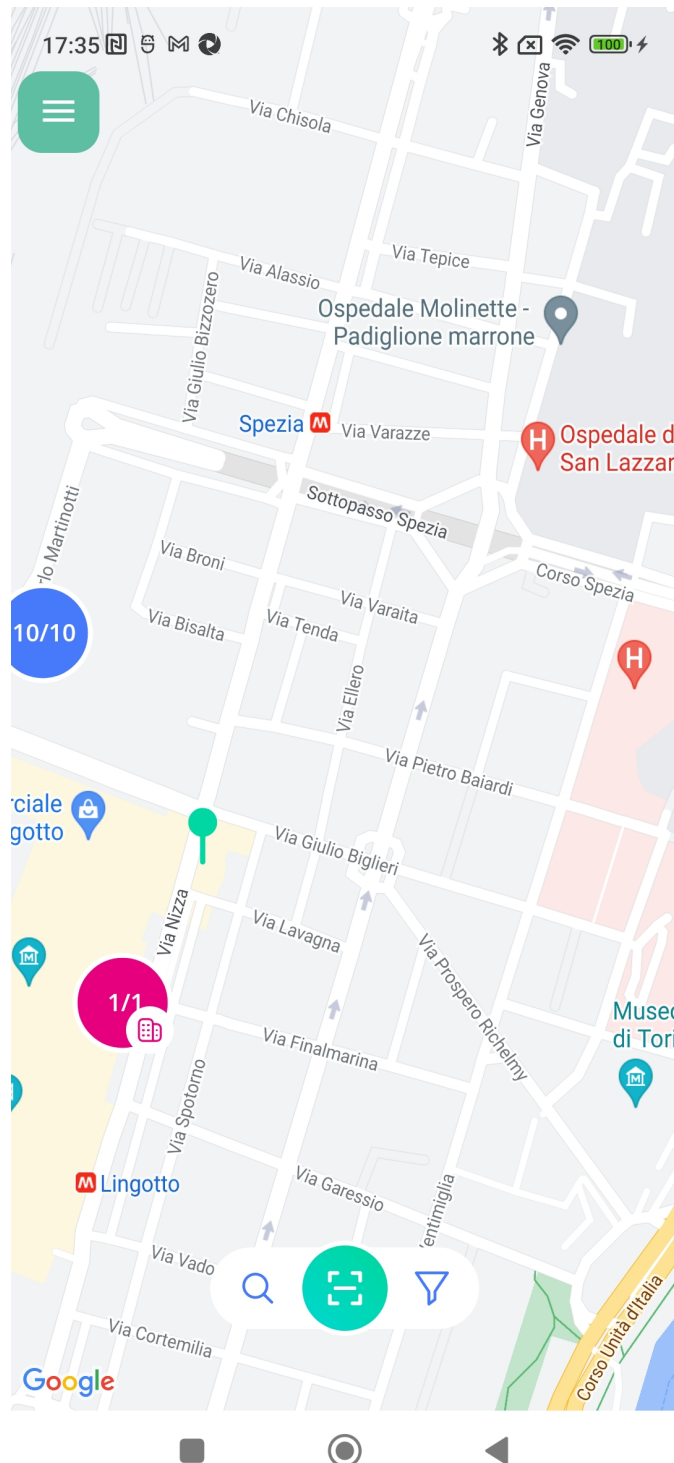 17:35
100
Via Chisola
Via Genova
Via Tepice
Via Alassio
Via Giulio Bizzozero
Ospedale Molinette -
Padiglione marrone
Spezia
M
Via Varazze
H
Ospedale d
San Lazzar
Sottopasso Spezia
rlo Martinotti
Via Broni
Corso Spezia
Via Varaita
Via Bisalta
Via Tenda
10/10
H
Via Ellero
Via Pietro Baiardi
rciale
gotto
Via Giulio Biglieri
Via Nizza
Via Lavagna
Via Prospero Richelmy
M
1/1
Museo
di Tori
Via Finalmarina
M
Via Spotorno
M
Lingotto
Via Garessio
Ventimiglia
Via Vado
Corso Unità d'Italia
Via Cortemilia
Google